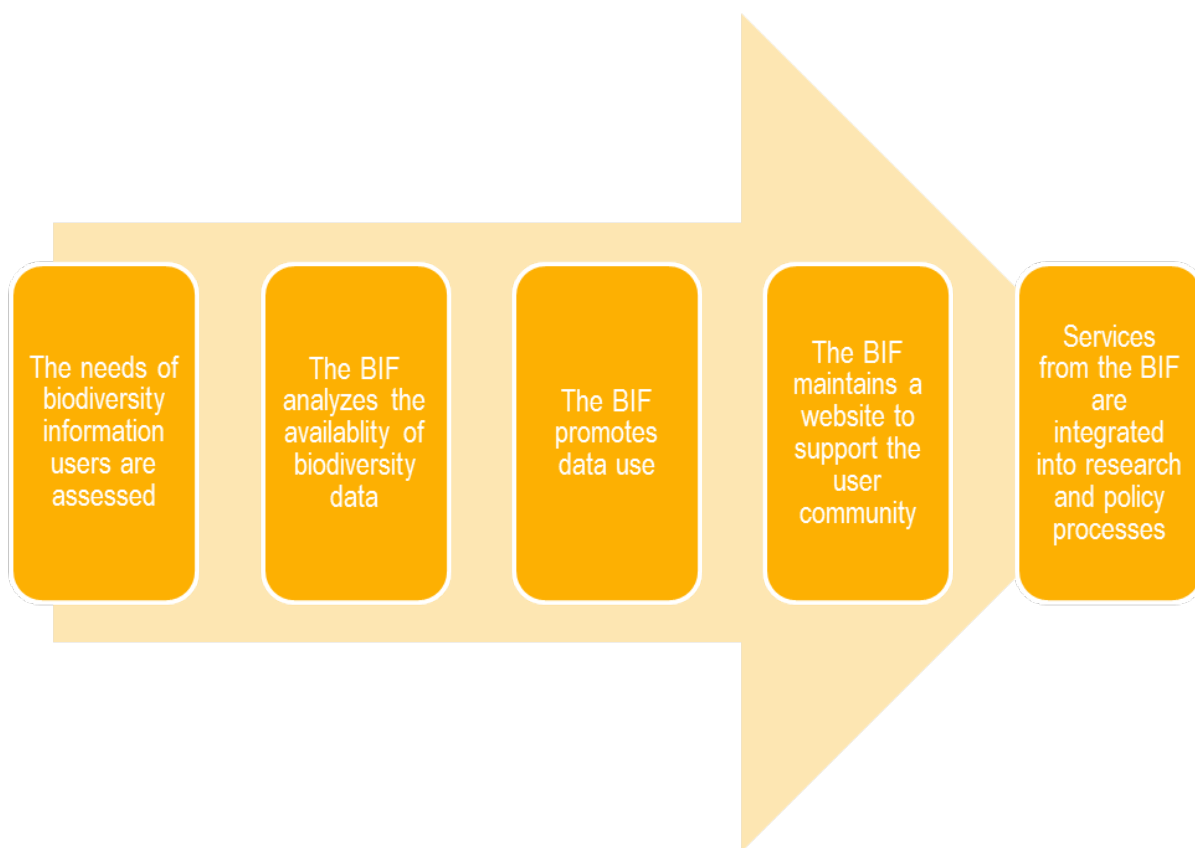 The needs of
biodiversity
information
users are
assessed
The BIF
analyzes the
availablity of
biodiversity
data
The BIF
promotes
data use
The BIF
maintains a
website to
support the
user
community
Services
from the BIF
are
integrated
into research
and policy
processes